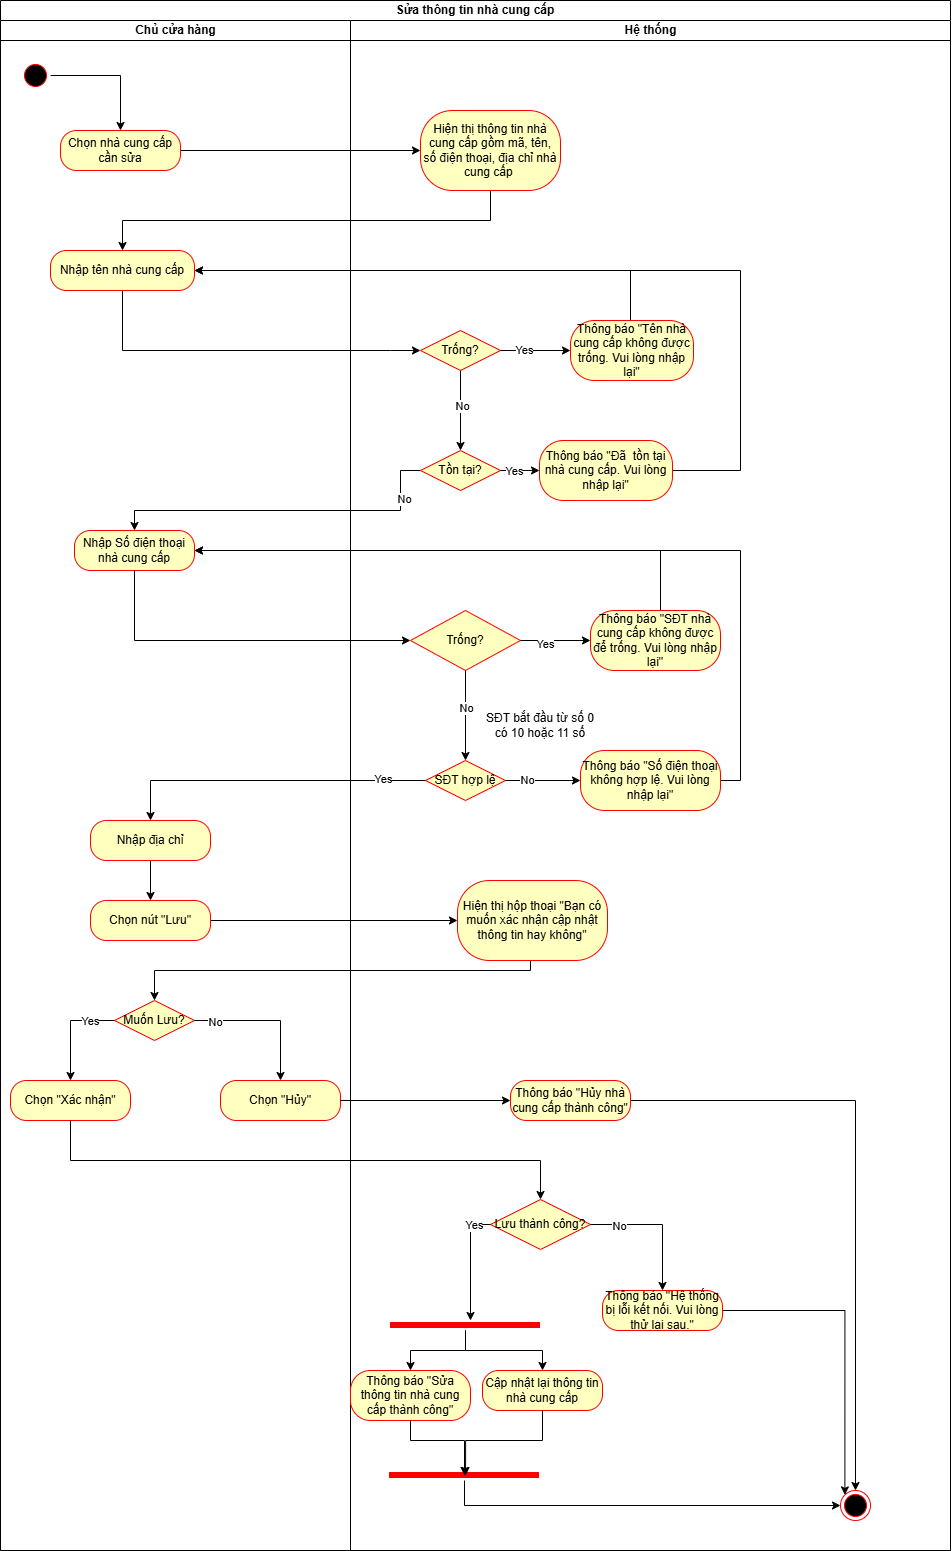 Sửa thông tin nhà cung cấp
Chủ cửa hàng
Hệ thống
Chọn nhà cung cấp
cần sửa
Hiện thị thông tin nhà
cung cấp gồm mã, tên,
số điện thoại, địa chỉ nhà
cung cấp
Nhập tên nhà cung cấp
Trống?
Yes
Thông báo "Tên nhà
cung cấp không được
trống. Vui lòng nhập
lại"
No
Tồn tại?
Yes
Thông báo "Đã tồn tại
nhà cung cấp. Vui lòng
nhập lại"
No
Nhập Số điện thoại
nhà cung cấp
Trống?
Yes
Thông báo "SĐT nhà
cung cấp không được
để trống. Vui lòng nhập
lại"
No
SĐT bắt đầu từ số 0
có 10 hoặc 11 số
SĐT hợp lệ
Yes
No
Thông báo "Số điện thoại
không hợp lệ. Vui lòng
nhập lại"
Nhập địa chỉ
Chọn nút "Lưu"
Hiện thị hộp thoại "Bạn có
muốn xác nhận cập nhật
thông tin hay không"
Muốn Lưu?
Yes
No
Chọn "Xác nhận"
Chọn "Hủy"
Thông báo "Hủy nhà
cung cấp thành công"
Lưu thành công?
Yes
No
Thông báo "Hệ thống
bị lỗi kết nối. Vui lòng
thử lại sau."
Thông báo "Sửa
thông tin nhà cung
cấp thành công"
Cập nhật lại thông tin
nhà cung cấp